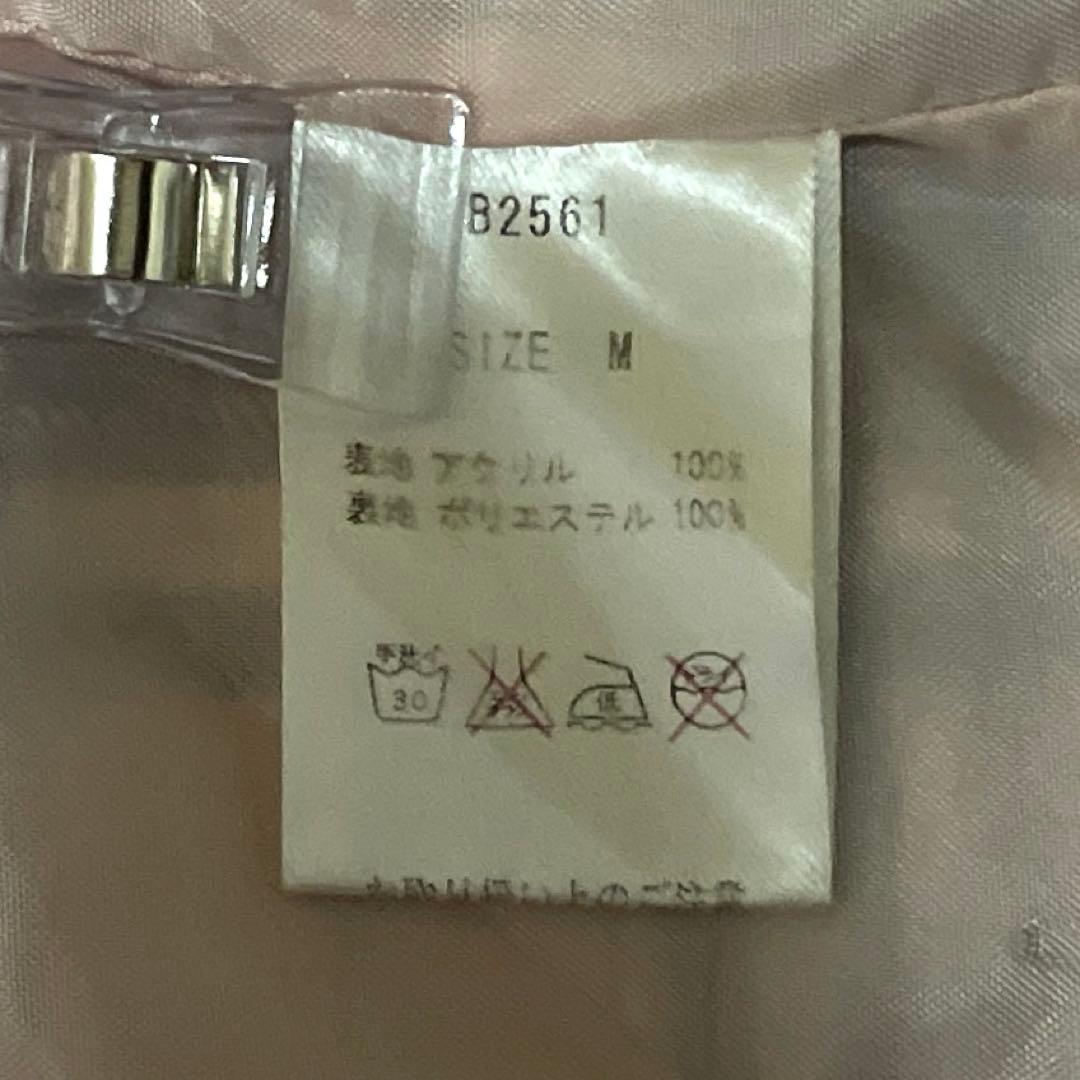 B2561
SIZE M
表地 アクリル 100%
裏地 ポリエステル 100%
手洗イ
30
低